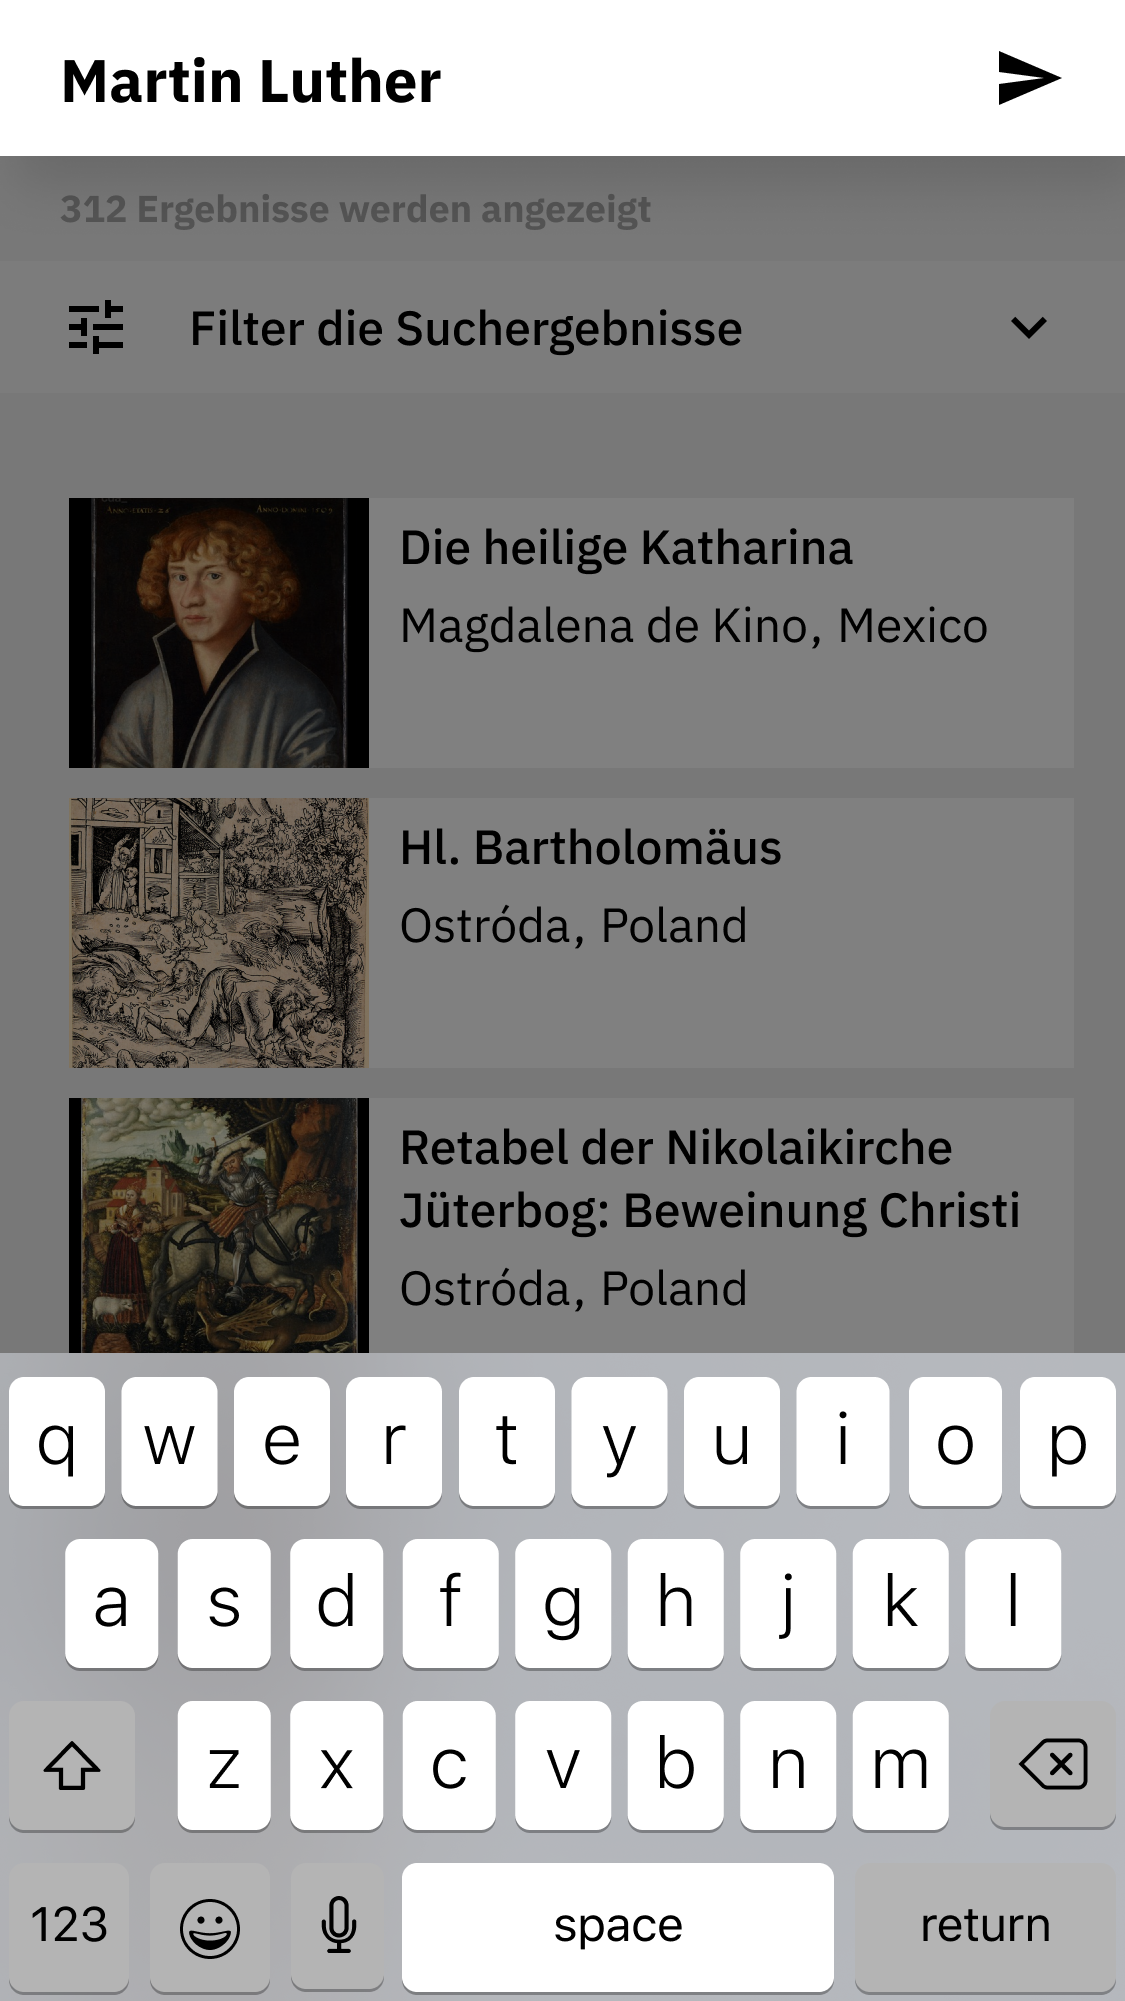 Martin Luther
312 Ergebnisse werden angezeigt
Filter die Suchergebnisse
Die heilige Katharina
Magdalena de Kino, Mexico
Hl. Bartholomäus
Ostróda, Poland
Retabel der Nikolaikirche
Jüterbog: Beweinung Christi
Ostróda, Poland
q w e r t y u i o p
a s d f g h j k l
z x c v b n m
123 space return